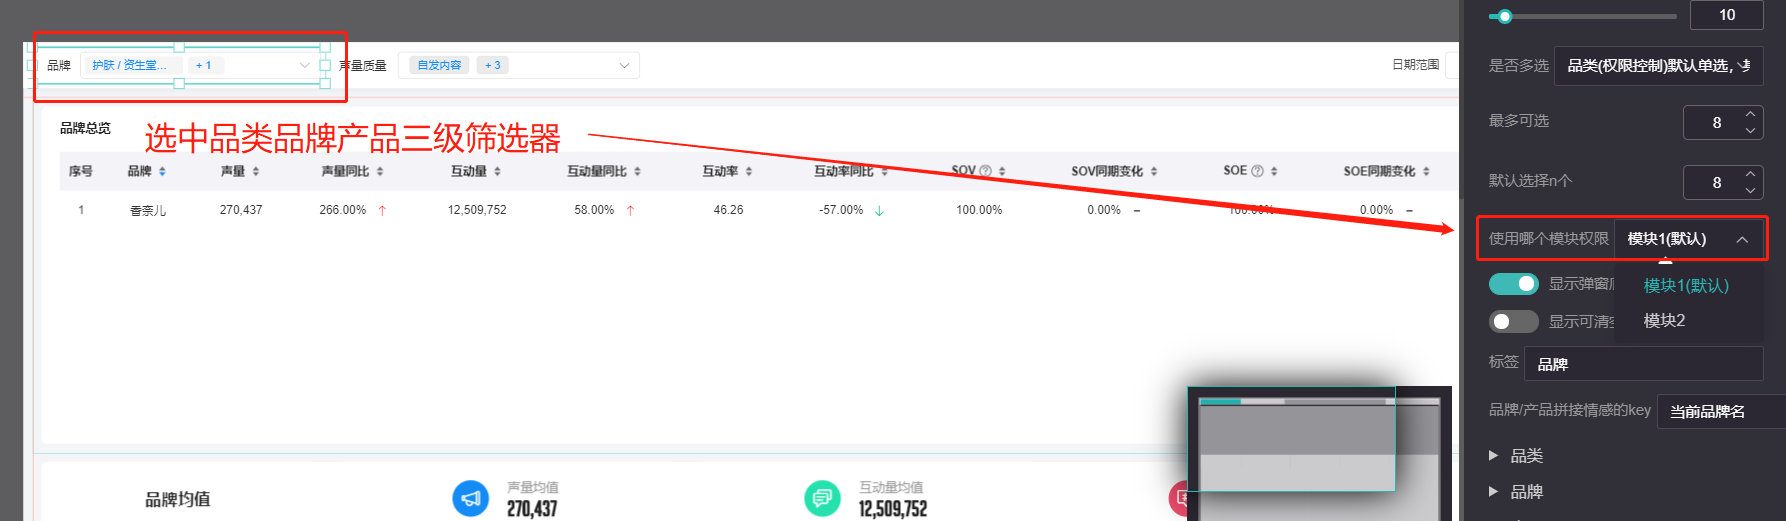 10
品牌
护肤 / 资生堂...
+ 1
声量质量
自发内容
+ 3
日期范围
是否多选
品类(权限控制)默认单选，
最多可选
8
品牌总览
选中品类品牌产品三级筛选器
序号
品牌
声量
声量同比
互动量
互动量同比
互动率
互动率同比
SOV
SOV同期变化
SOE
SOE同期变化
默认选择n个
8
1
香奈儿
270,437
266.00%
12,509,752
58.00%
46.26
-57.00%
100.00%
0.00%
100.00%
0.00%
使用哪个模块权限
模块1(默认)
显示弹窗
模块1(默认)
显示可清
模块2
标签
品牌
品牌/产品拼接情感的key
当前品牌名
品类
品牌
品牌均值
声量均值
270,437
互动量均值
12,509,752